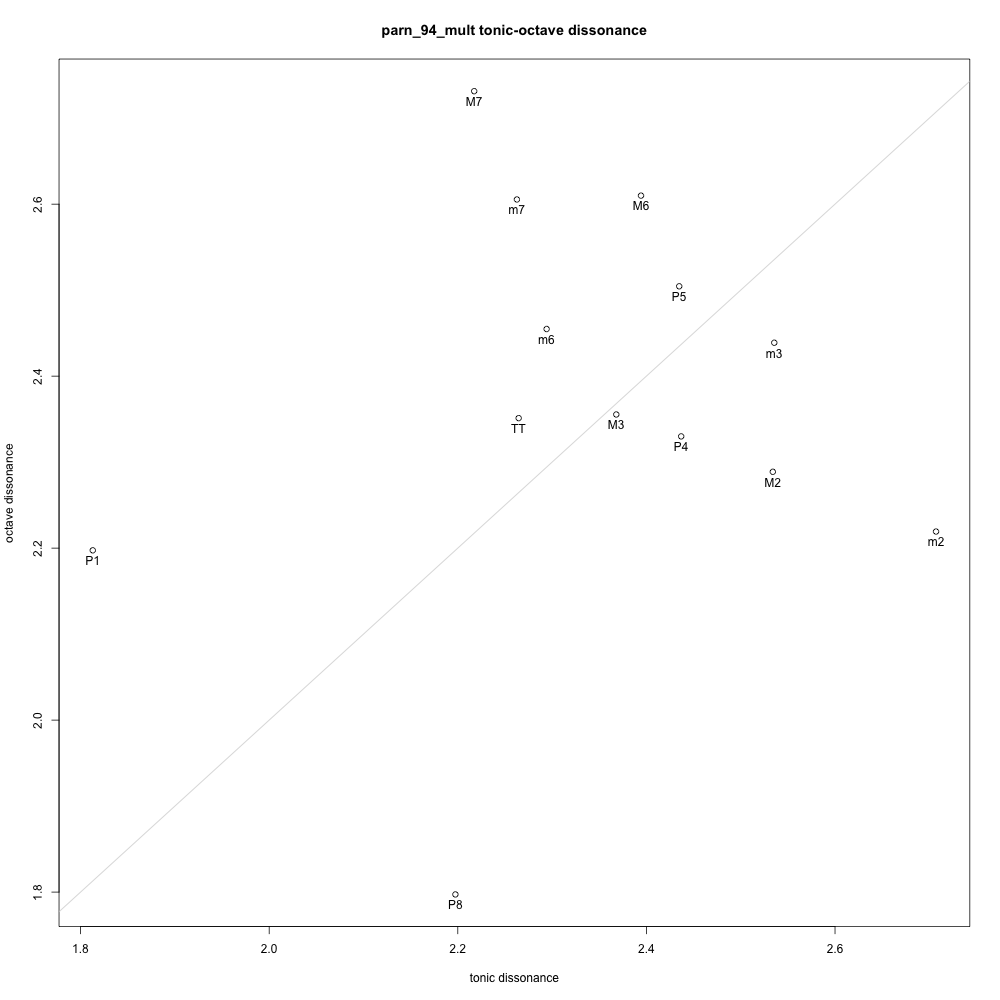 parn_94_mult tonic-octave dissonance
M7
m7
M6
P5
m6
m3
TT
M3
P4
M2
m2
P1
P8
octave dissonance
2.6
2.4
2.2
2.0
1.8
1.8 2.0 2.2 2.4 2.6
tonic dissonance